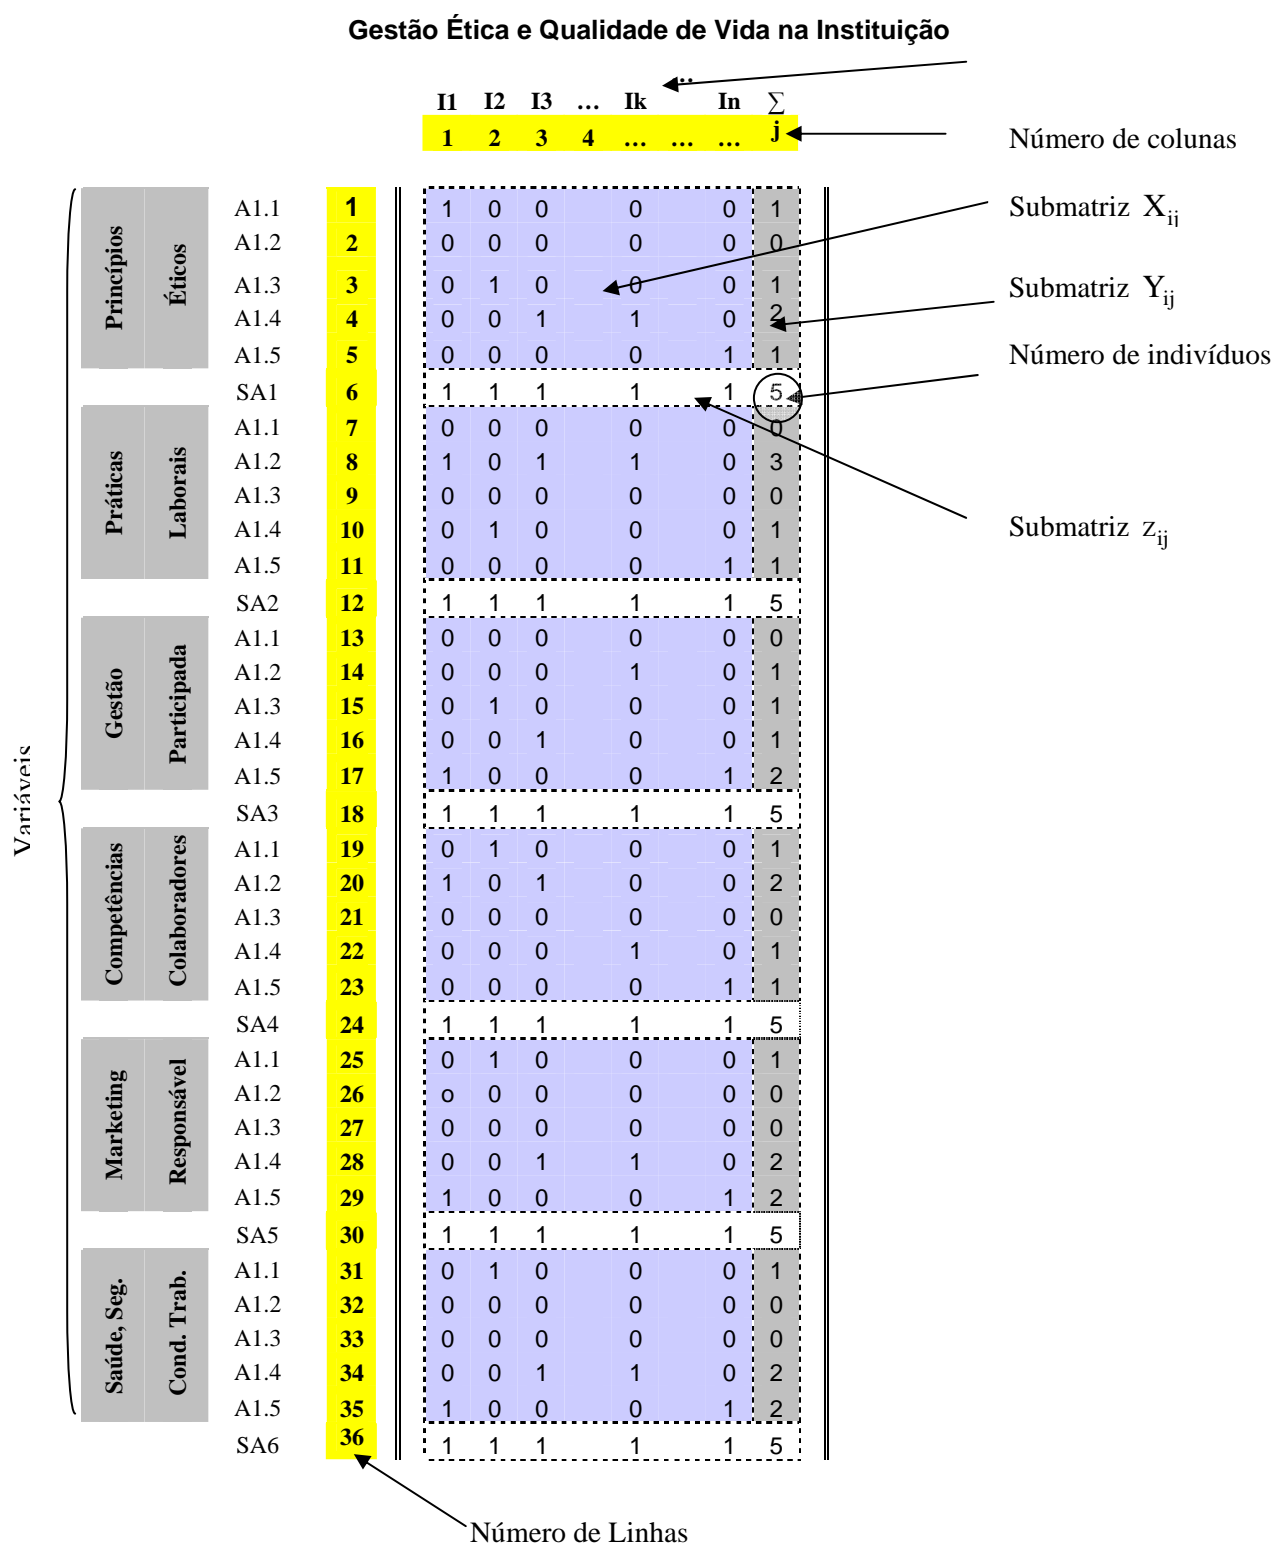 Gestão Ética e Qualidade de Vida na Instituição
...
I1 I2 I3 ... Ik In ∑
1 2 3 4 ... ... ... j
Número de colunas
A1.1 1 1 0 0 0 0 1
Submatriz Xij
A1.2 2 0 0 0 0 0 0
Princípios Éticos
A1.3 3 0 1 0 0 0 1
Submatriz Yij
A1.4 4 0 0 1 1 0 2
A1.5 5 0 0 0 0 1 1
Número de indivíduos
SA1 6 1 1 1 1 1 5
A1.1 7 0 0 0 0 0 0
A1.2 8 1 0 1 1 0 3
Práticas Laborais
A1.3 9 0 0 0 0 0 0
A1.4 10 0 1 0 0 0 1
Submatriz zij
A1.5 11 0 0 0 0 1 1
SA2 12 1 1 1 1 1 5
A1.1 13 0 0 0 0 0 0
A1.2 14 0 0 0 1 0 1
Gestão Participada
A1.3 15 0 1 0 0 0 1
A1.4 16 0 0 1 0 0 1
A1.5 17 1 0 0 0 1 2
Variáveis
SA3 18 1 1 1 1 1 5
A1.1 19 0 1 0 0 0 1
A1.2 20 1 0 1 0 0 2
Competências Colaboradores
A1.3 21 0 0 0 0 0 0
A1.4 22 0 0 0 1 0 1
A1.5 23 0 0 0 0 1 1
SA4 24 1 1 1 1 1 5
A1.1 25 0 1 0 0 0 1
A1.2 26 o 0 0 0 0 0
Marketing Responsável
A1.3 27 0 0 0 0 0 0
A1.4 28 0 0 1 1 0 2
A1.5 29 1 0 0 0 1 2
SA5 30 1 1 1 1 1 5
A1.1 31 0 1 0 0 0 1
A1.2 32 0 0 0 0 0 0
Saúde, Seg. Cond. Trab.
A1.3 33 0 0 0 0 0 0
A1.4 34 0 0 1 1 0 2
A1.5 35 1 0 0 0 1 2
SA6 36 1 1 1 1 1 5
Número de Linhas